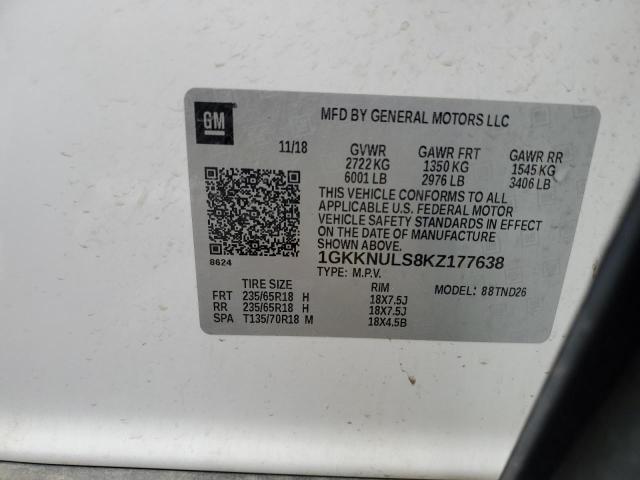 GM
MFD BY GENERAL MOTORS LLC
11/18 GVWR GAWR FRT GAWR RR
2722 KG 1350 KG 1545 KG
6001 LB 2976 LB 3406 LB
THIS VEHICLE CONFORMS TO ALL
APPLICABLE U.S. FEDERAL MOTOR
VEHICLE SAFETY STANDARDS IN EFFECT
ON THE DATE OF MANUFACTURE
SHOWN ABOVE.
8624 1GKKNULS8KZ177638
TYPE: M.P.V.
TIRE SIZE RIM MODEL: 88TND26
FRT 235/65R18 H 18X7.5J
RR 235/65R18 H 18X7.5J
SPA T135/70R18 M 18X4.5B